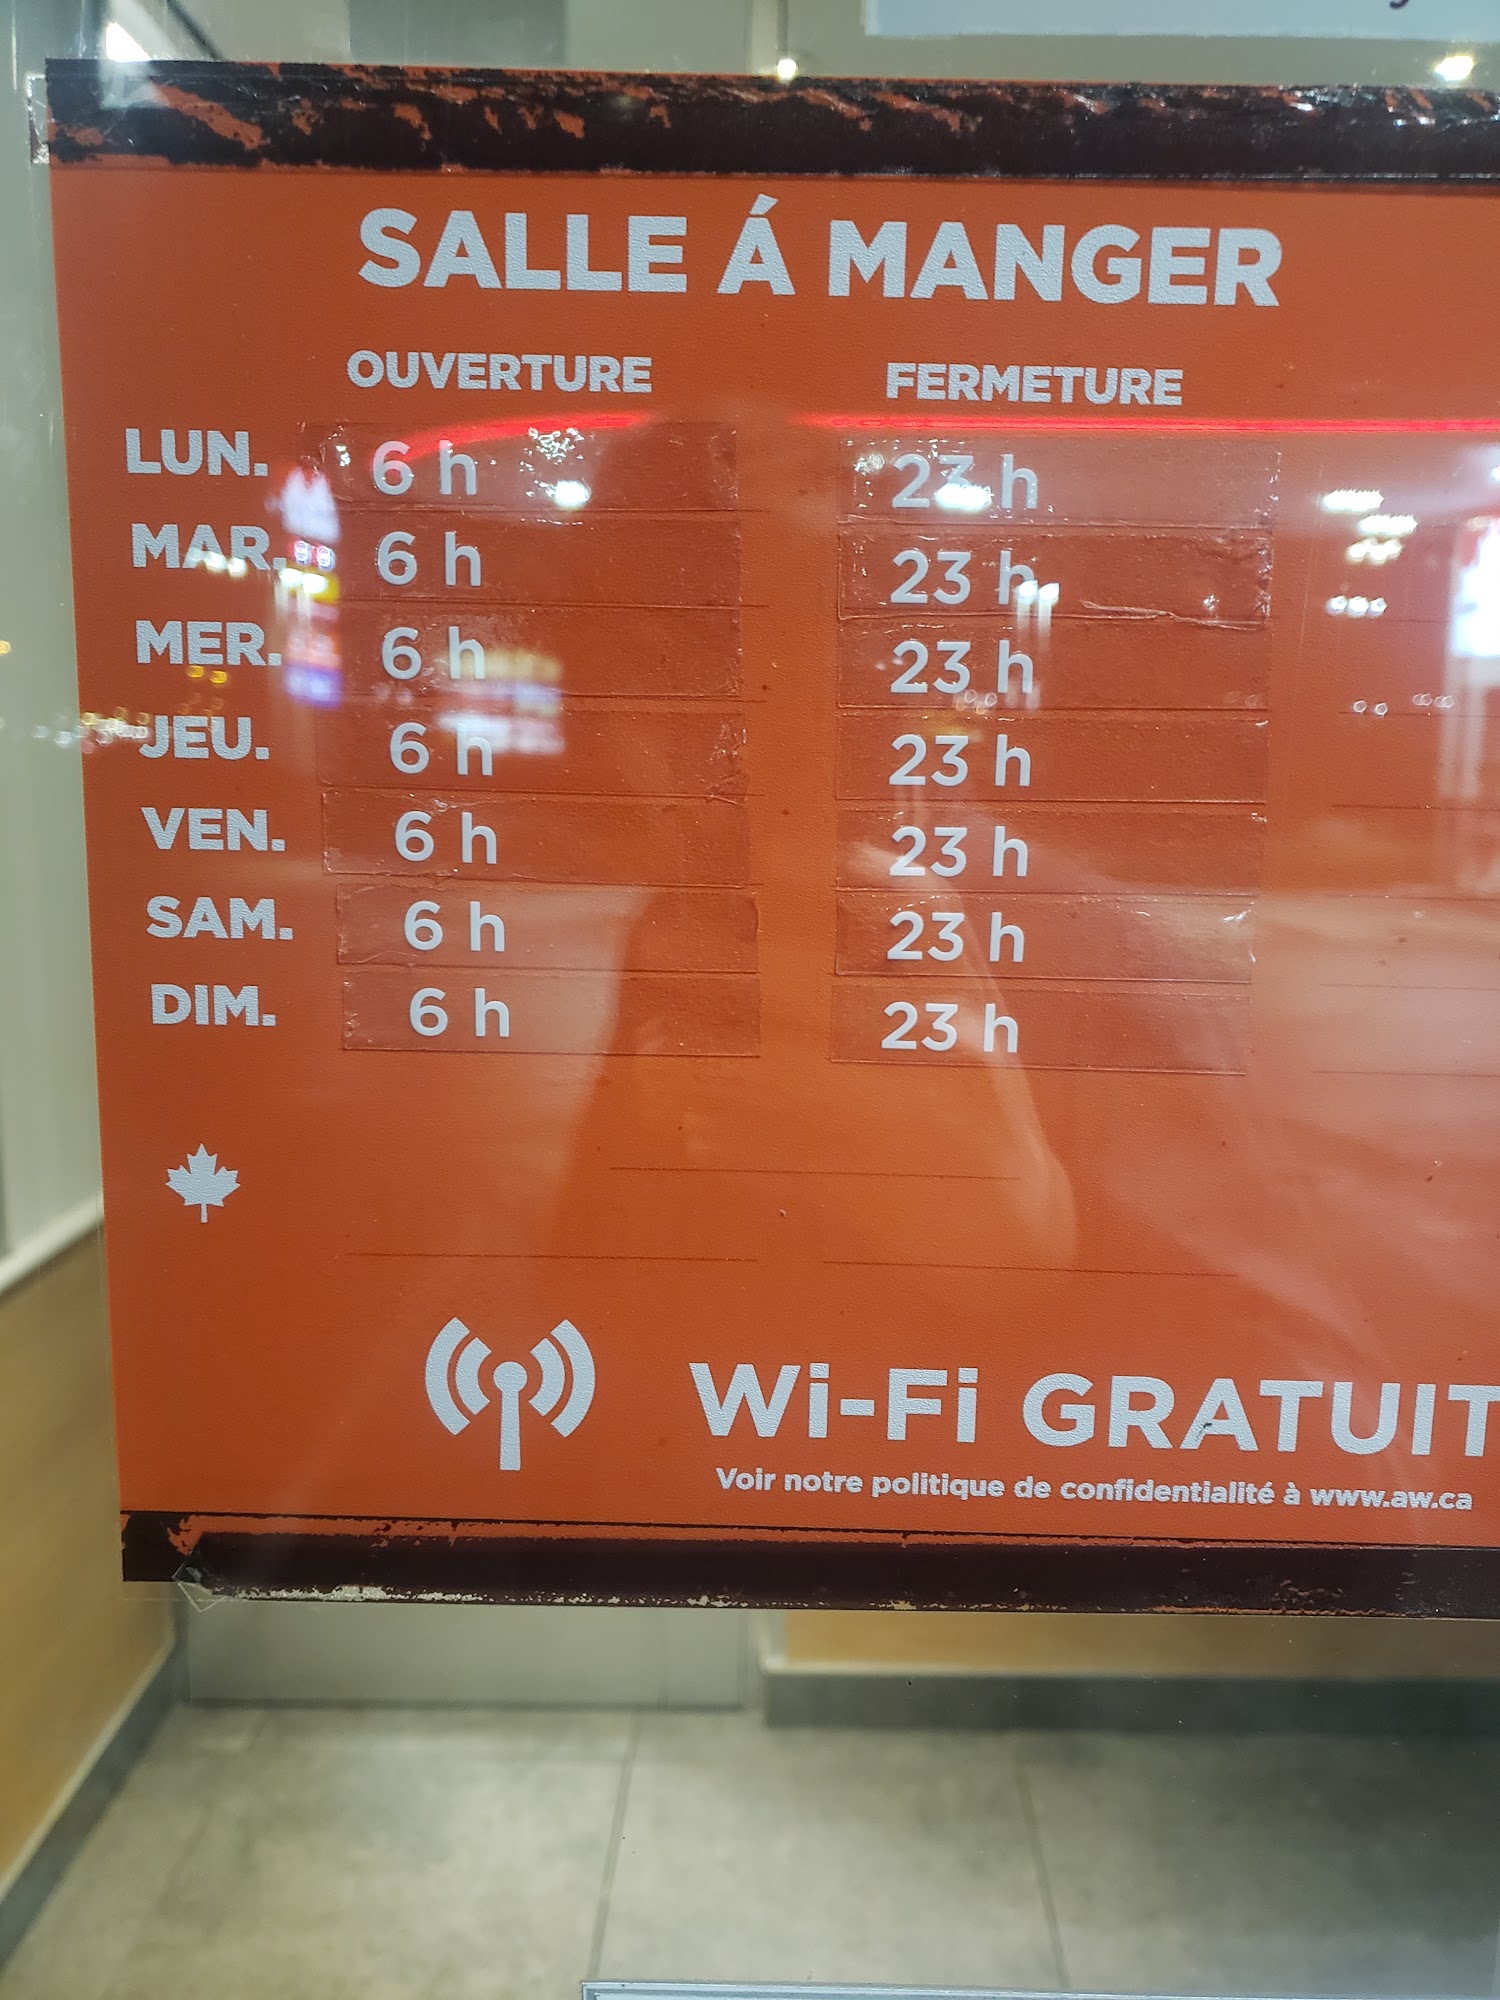 SALLE Á MANGER
OUVERTURE FERMETURE
LUN. 6 h 23 h
MAR. 6 h 23 h
MER. 6 h 23 h
JEU. 6 h 23 h
VEN. 6 h 23 h
SAM. 6 h 23 h
DIM. 6 h 23 h
Wi-Fi GRATUIT
Voir notre politique de confidentialité à www.aw.ca